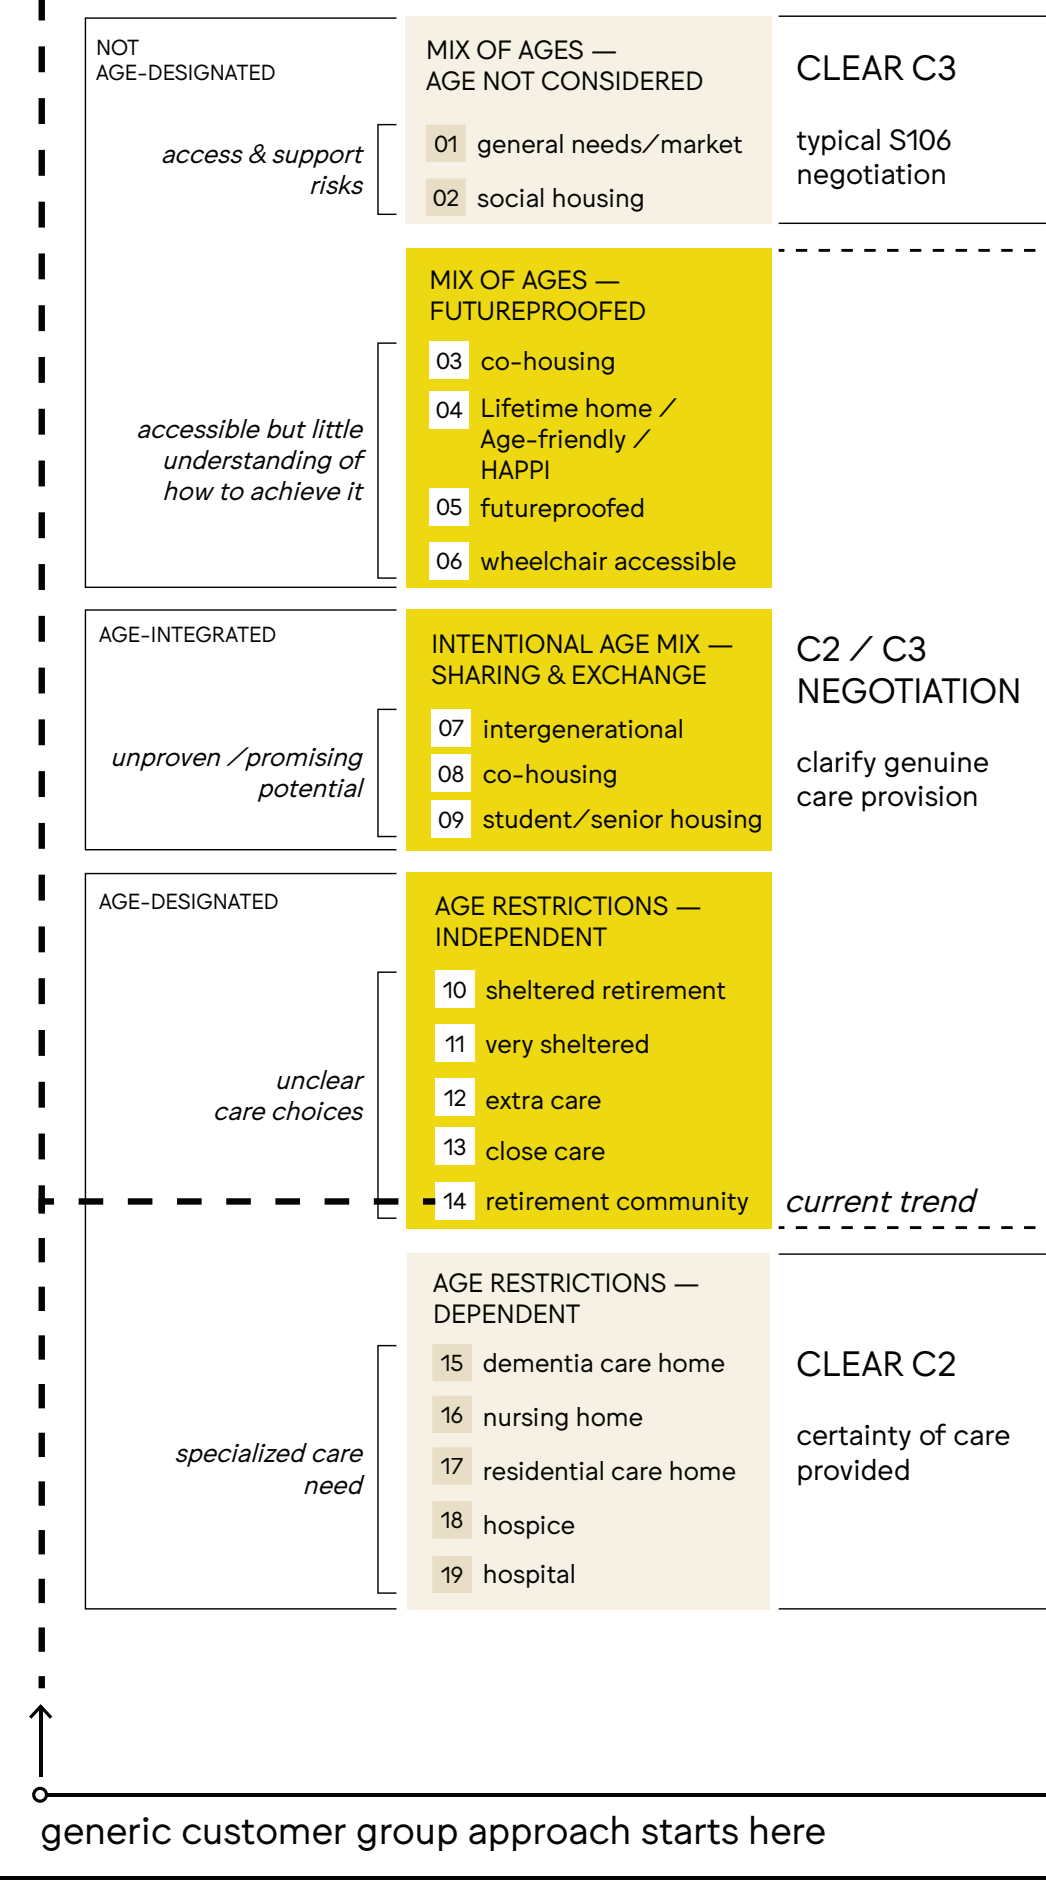 NOT
AGE-DESIGNATED
access & support
risks
MIX OF AGES —
AGE NOT CONSIDERED
01 general needs/market
02 social housing
CLEAR C3
typical S106
negotiation
accessible but little
understanding of
how to achieve it
MIX OF AGES —
FUTUREPROOFED
03 co-housing
04 Lifetime home /
Age-friendly /
HAPPI
05 futureproofed
06 wheelchair accessible
AGE-INTEGRATED
unproven /promising
potential
INTENTIONAL AGE MIX —
SHARING & EXCHANGE
07 intergenerational
08 co-housing
09 student/senior housing
C2 / C3
NEGOTIATION
clarify genuine
care provision
AGE-DESIGNATED
unclear
care choices
AGE RESTRICTIONS —
INDEPENDENT
10 sheltered retirement
11 very sheltered
12 extra care
13 close care
14 retirement community
current trend
specialized care
need
AGE RESTRICTIONS —
DEPENDENT
15 dementia care home
16 nursing home
17 residential care home
18 hospice
19 hospital
CLEAR C2
certainty of care
provided
generic customer group approach starts here